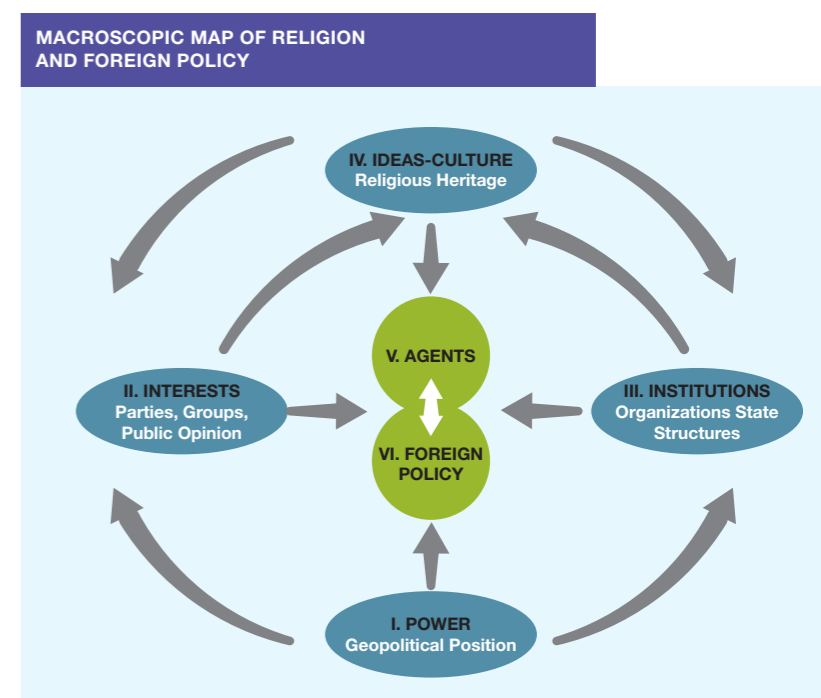 MACROSCOPIC MAP OF RELIGION
AND FOREIGN POLICY
IV. IDEAS-CULTURE
Religious Heritage
V. AGENTS
II. INTERESTS
Parties, Groups,
Public Opinion
III. INSTITUTIONS
Organizations State
Structures
VI. FOREIGN
POLICY
I. POWER
Geopolitical Position